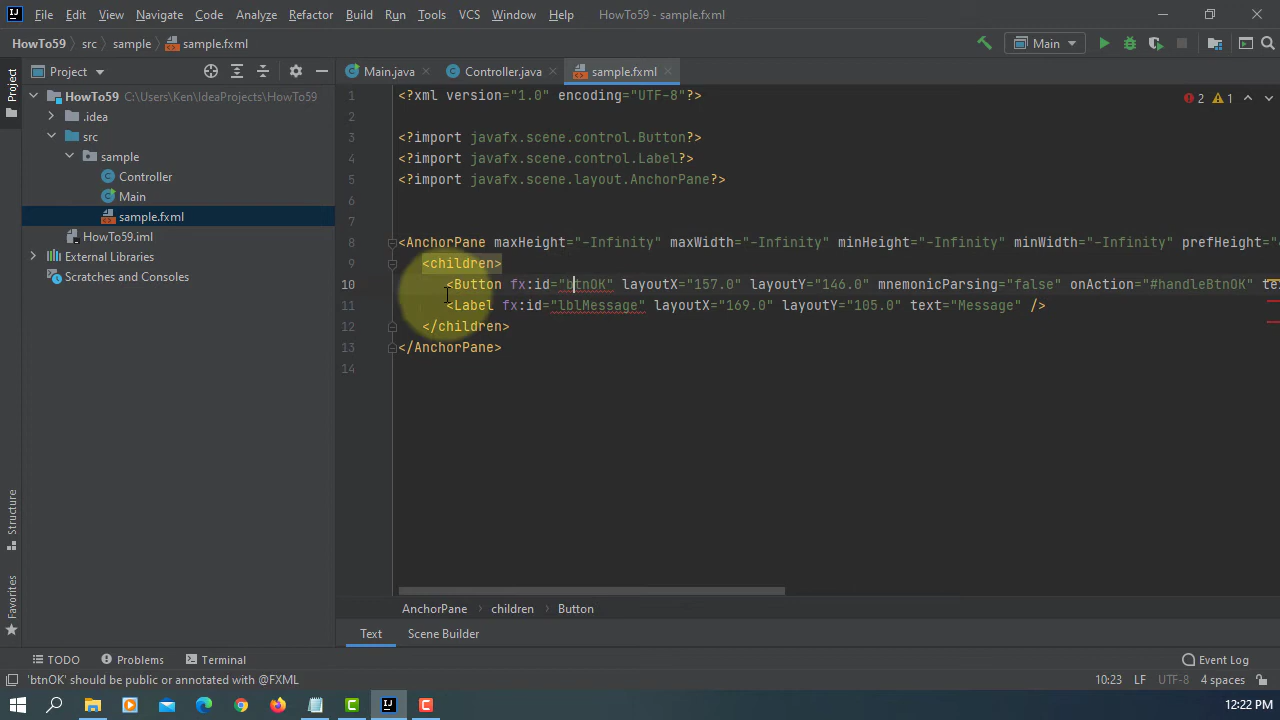 File Edit View Navigate Code Analyze Refactor Build Run Tools VCS Window Help HowTo59 - sample.fxml
HowTo59 src sample sample.fxml Main
Project Main.java Controller.java sample.fxml
Project
HowTo59 C:\Users\Ken\IdeaProjects\HowTo59
.idea
src
sample
Controller
Main
sample.fxml
HowTo59.iml
External Libraries
Scratches and Consoles
Structure
Favorites
2 1
1 <?xml version="1.0" encoding="UTF-8"?>
2
3 <?import javafx.scene.control.Button?>
4 <?import javafx.scene.control.Label?>
5 <?import javafx.scene.layout.AnchorPane?>
6
7
8 <AnchorPane maxHeight="-Infinity" maxWidth="-Infinity" minHeight="-Infinity" minWidth="-Infinity" prefHeight="
9 <children>
10 <Button fx:id="btnOK" layoutX="157.0" layoutY="146.0" mnemonicParsing="false" onAction="#handleBtnOK" te
11 <Label fx:id="lblMessage" layoutX="169.0" layoutY="105.0" text="Message" />
12 </children>
13 </AnchorPane>
14
AnchorPane children Button
Text Scene Builder
TODO Problems Terminal Event Log
'btnOK' should be public or annotated with @FXML 10:23 LF UTF-8 4 spaces
12:22 PM